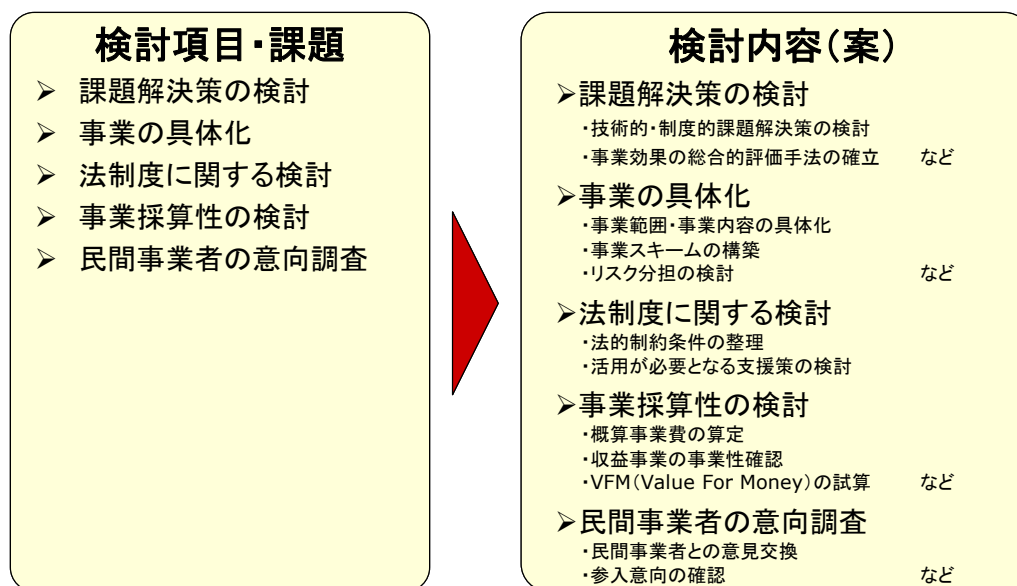 検討項目・課題
➢ 課題解決策の検討
➢ 事業の具体化
➢ 法制度に関する検討
➢ 事業採算性の検討
➢ 民間事業者の意向調査
検討内容(案)
➢課題解決策の検討
・技術的・制度的課題解決策の検討
・事業効果の総合的評価手法の確立 など
➢事業の具体化
・事業範囲・事業内容の具体化
・事業スキームの構築
・リスク分担の検討 など
➢法制度に関する検討
・法的制約条件の整理
・活用が必要となる支援策の検討
➢事業採算性の検討
・概算事業費の算定
・収益事業の事業性確認
・VFM(Value For Money)の試算 など
➢民間事業者の意向調査
・民間事業者との意見交換
・参入意向の確認 など